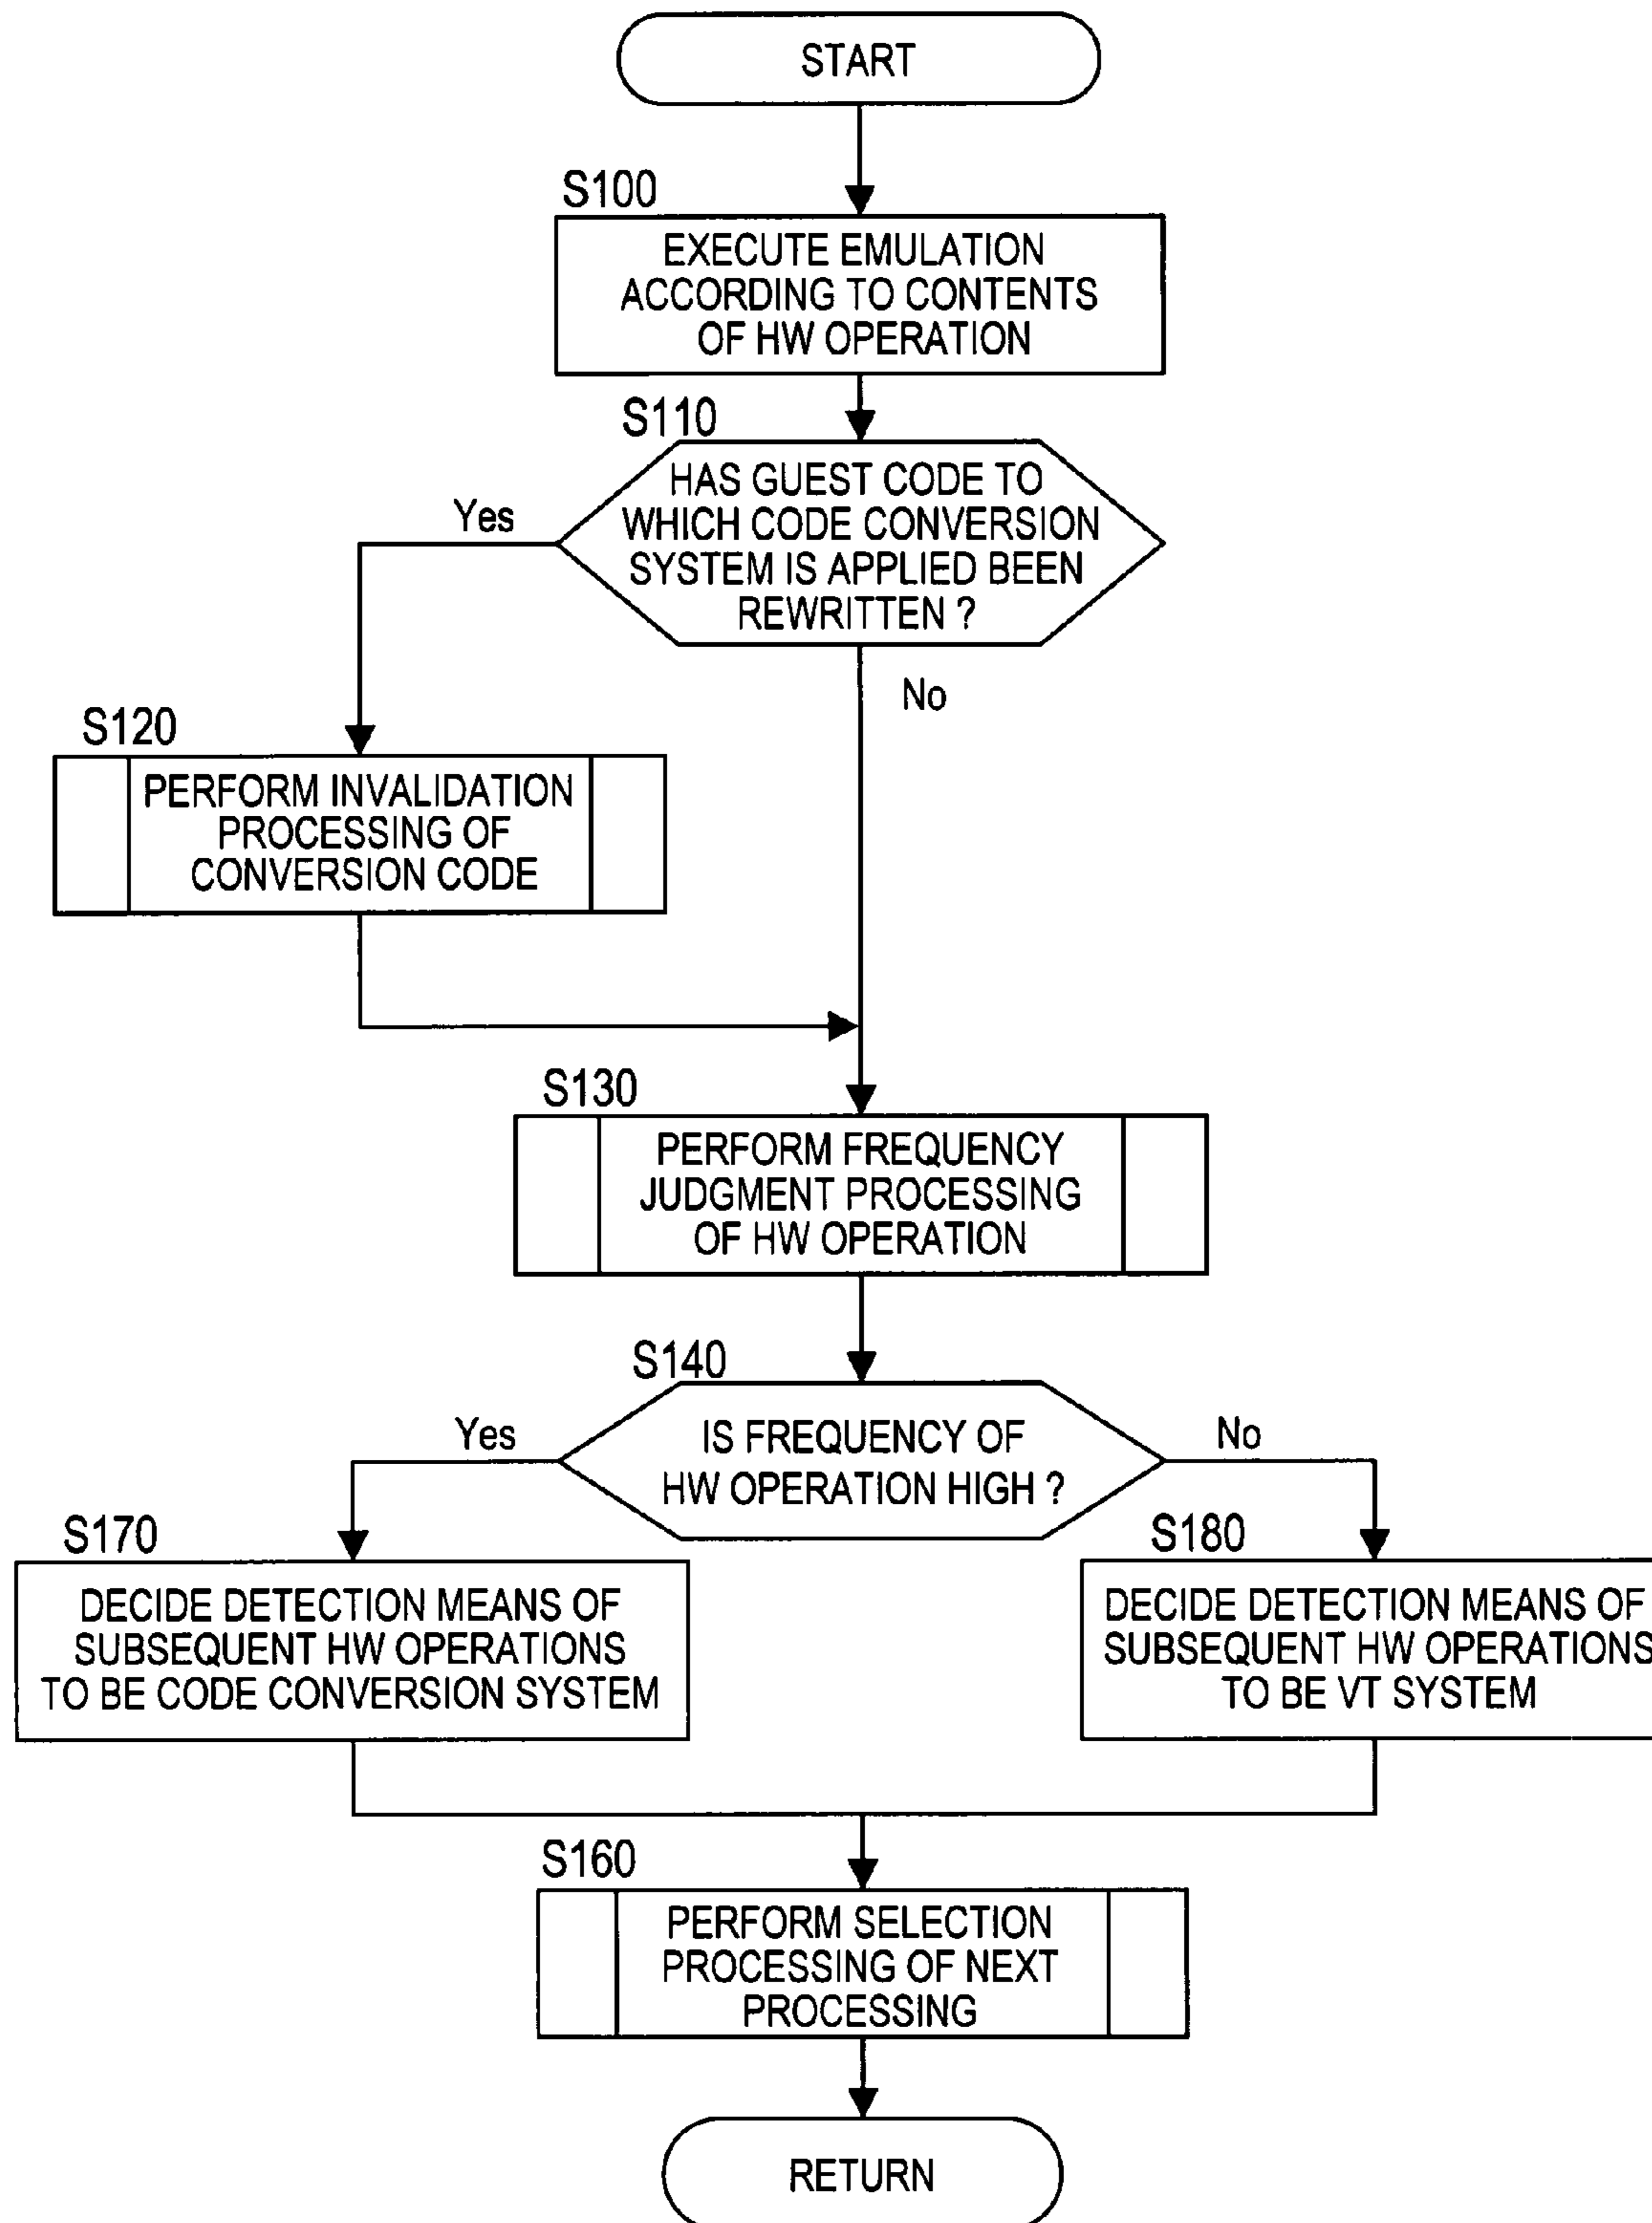 START
S100
EXECUTE EMULATION
ACCORDING TO CONTENTS
OF HW OPERATION
S110
HAS GUEST CODE TO
WHICH CODE CONVERSION
SYSTEM IS APPLIED BEEN
REWRITTEN ?
Yes
No
S120
PERFORM INVALIDATION
PROCESSING OF
CONVERSION CODE
S130
PERFORM FREQUENCY
JUDGMENT PROCESSING
OF HW OPERATION
S140
IS FREQUENCY OF
HW OPERATION HIGH ?
Yes
No
S170
DECIDE DETECTION MEANS OF
SUBSEQUENT HW OPERATIONS
TO BE CODE CONVERSION SYSTEM
S180
DECIDE DETECTION MEANS OF
SUBSEQUENT HW OPERATIONS
TO BE VT SYSTEM
S160
PERFORM SELECTION
PROCESSING OF NEXT
PROCESSING
RETURN